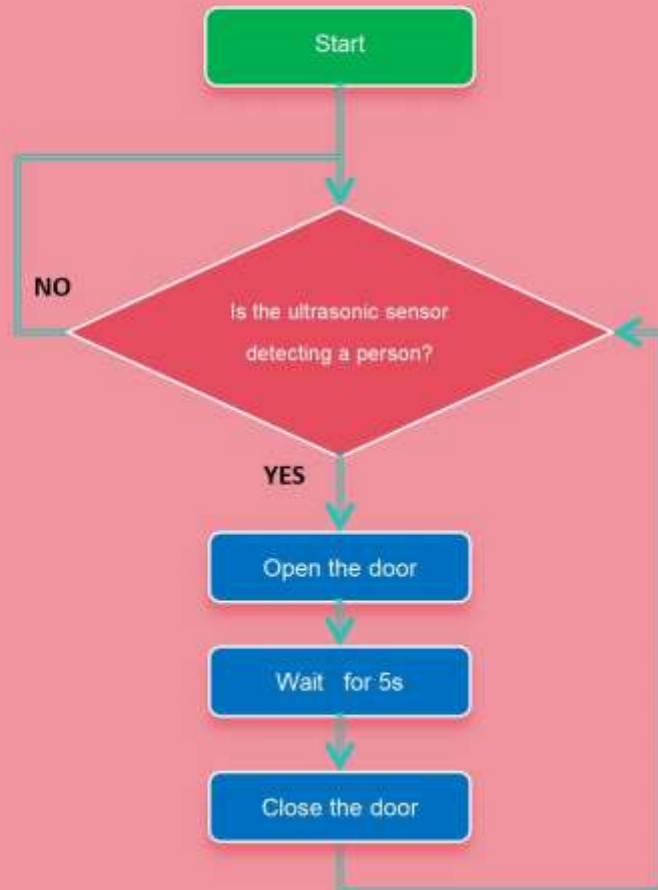 Start
NO
Is the ultrasonic sensor
detecting a person?
YES
Open the door
Wait for 5s
Close the door